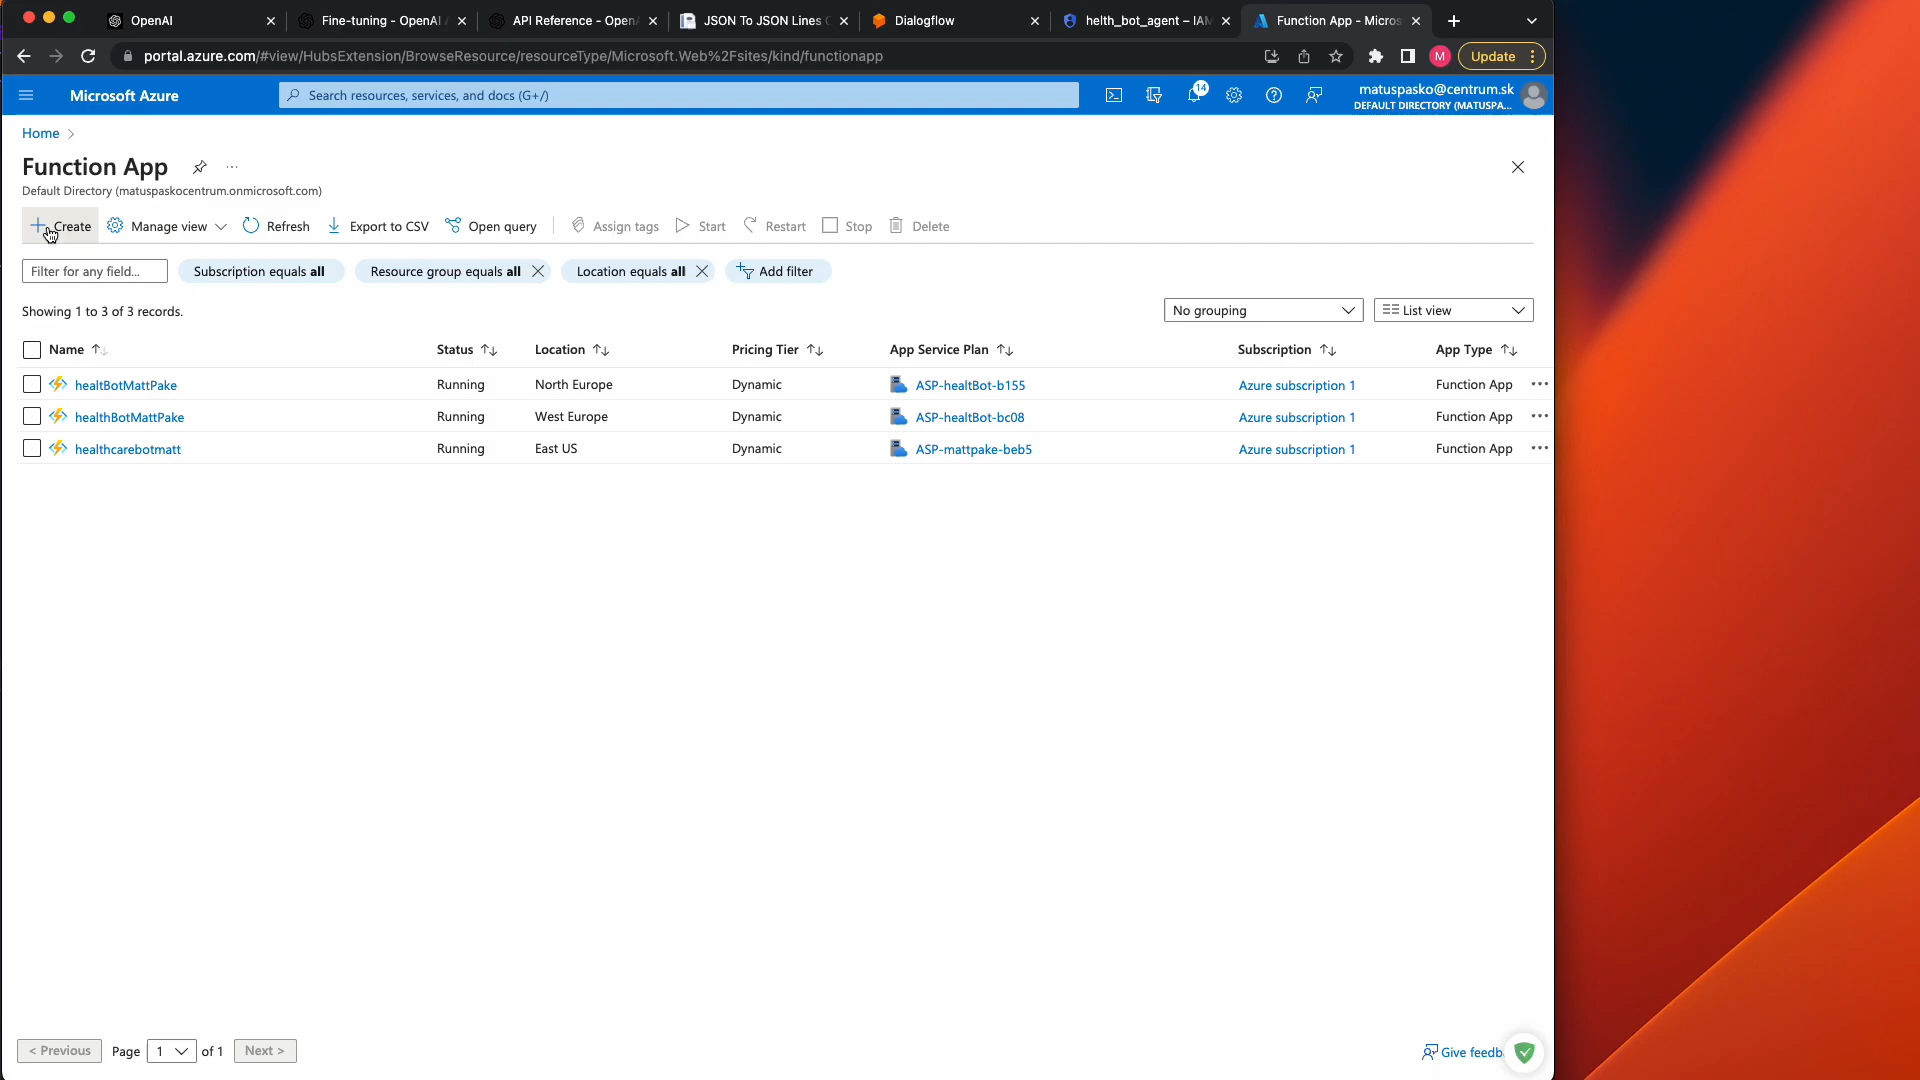 OpenAI
Fine-tuning - OpenAI A
API Reference - OpenA
JSON To JSON Lines C
Dialogflow
helth_bot_agent – IAM
Function App - Micros
portal.azure.com/#view/HubsExtension/BrowseResource/resourceType/Microsoft.Web%2Fsites/kind/functionapp
M
Update
Microsoft Azure
Search resources, services, and docs (G+/)
14
matuspasko@centrum.sk
DEFAULT DIRECTORY (MATUSPA...
Home
Function App
Default Directory (matuspaskocentrum.onmicrosoft.com)
Create
Manage view
Refresh
Export to CSV
Open query
Assign tags
Start
Restart
Stop
Delete
Filter for any field...
Subscription equals all
Resource group equals all
Location equals all
Add filter
Showing 1 to 3 of 3 records.
No grouping
List view
Name Status Location Pricing Tier App Service Plan Subscription App Type
healtBotMattPake Running North Europe Dynamic ASP-healtBot-b155 Azure subscription 1 Function App
healthBotMattPake Running West Europe Dynamic ASP-healtBot-bc08 Azure subscription 1 Function App
healthcarebotmatt Running East US Dynamic ASP-mattpake-beb5 Azure subscription 1 Function App
< Previous Page 1 of 1 Next >
Give feedb